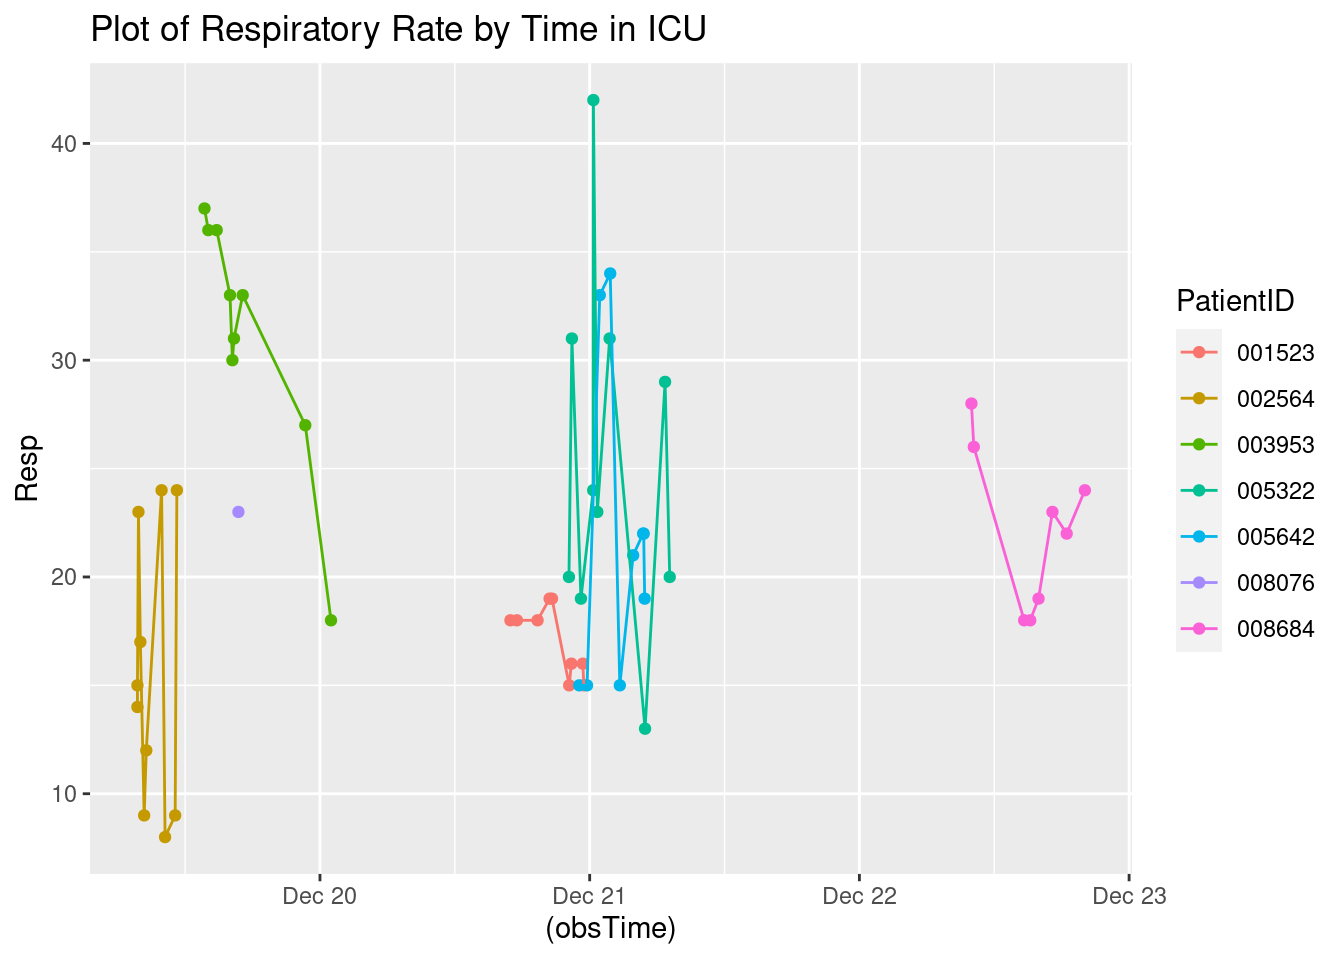 Plot of Respiratory Rate by Time in ICU
Resp
40
30
20
10
Dec 20 Dec 21 Dec 22 Dec 23
(obsTime)
PatientID
001523
002564
003953
005322
005642
008076
008684